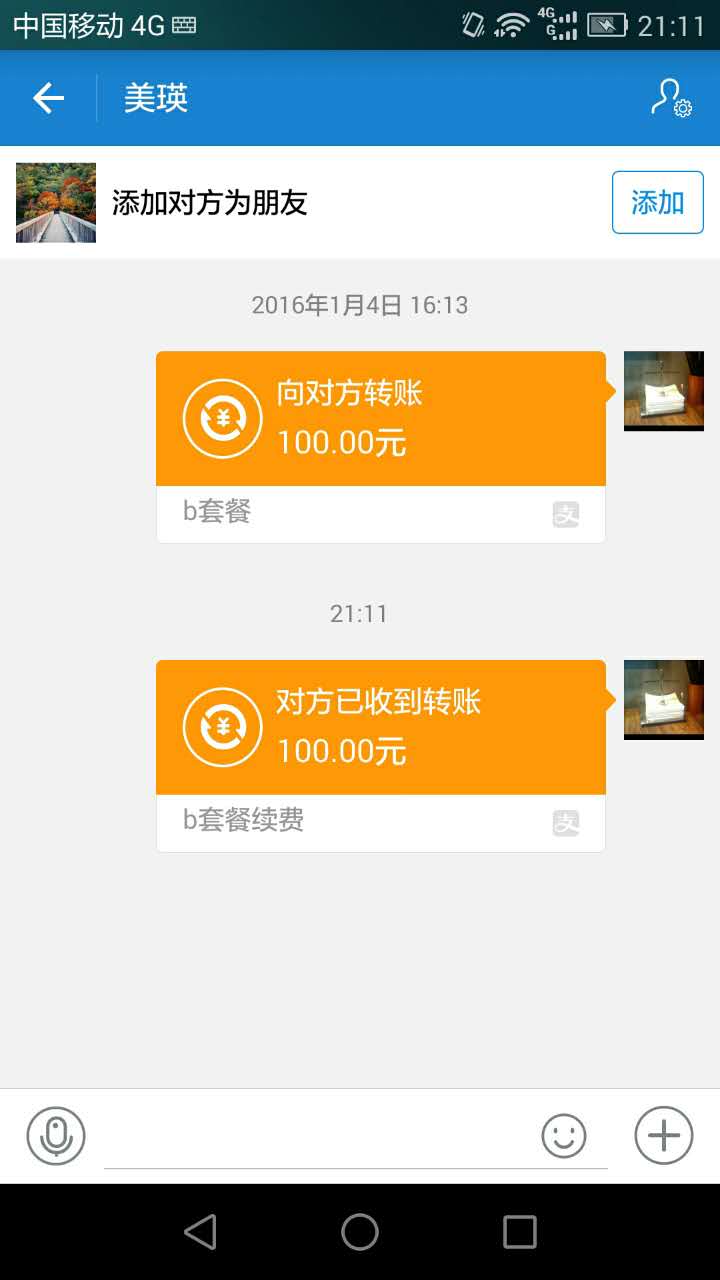 中国移动 4G 4G G 21:11
美瑛
添加对方为朋友 添加
2016年1月4日 16:13
向对方转账
100.00元
b套餐 支
21:11
对方已收到转账
100.00元
b套餐续费 支